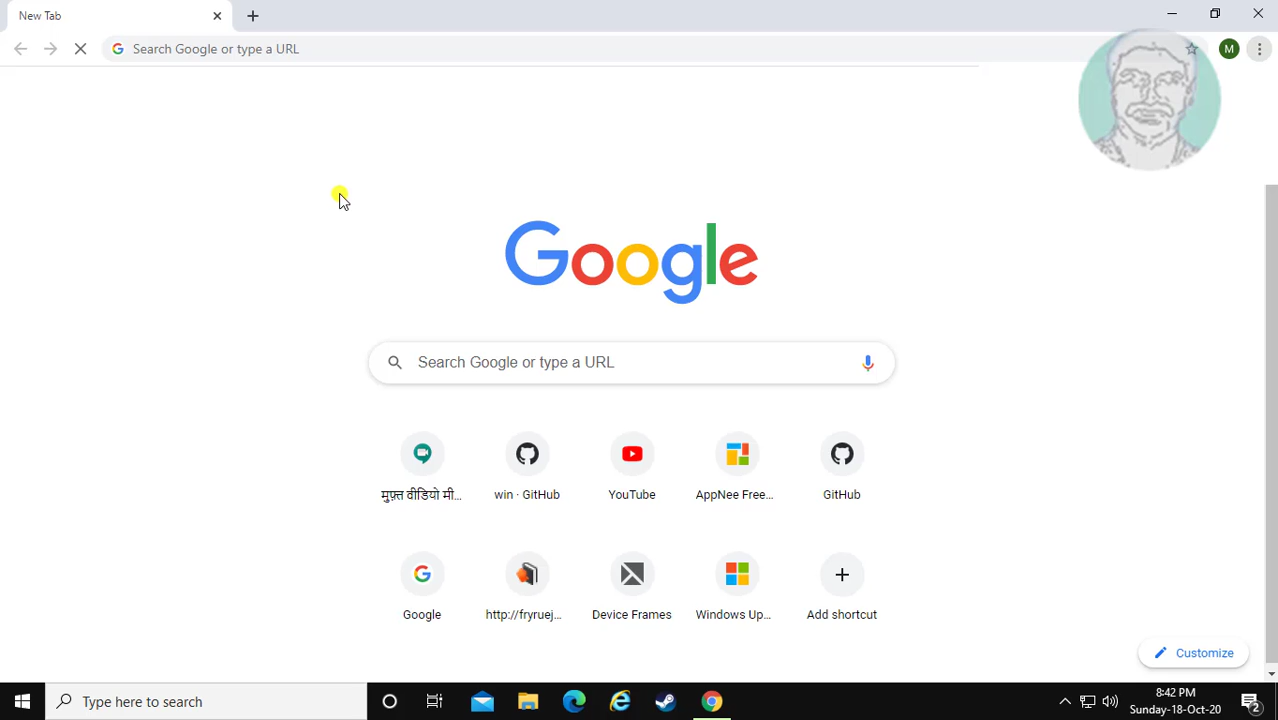 New Tab
Search Google or type a URL
M
Google
Search Google or type a URL
मुफ़्त वीडियो मी...
win · GitHub
YouTube
AppNee Free...
GitHub
Google
http://fryruej...
Device Frames
Windows Up...
Add shortcut
Customize
Type here to search
8:42 PM
Sunday-18-Oct-20
2